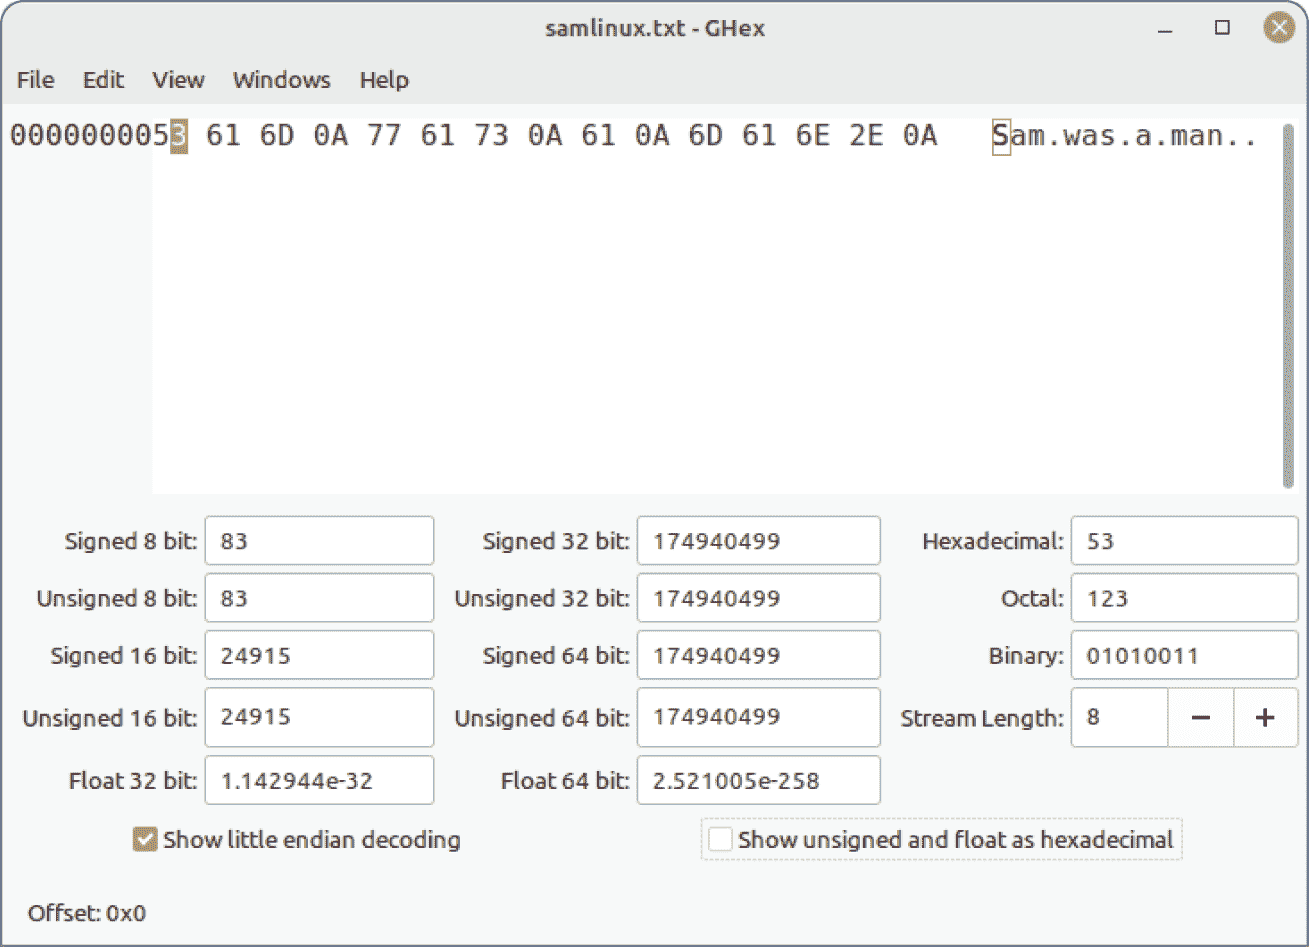 samlinux.txt - GHex
File Edit View Windows Help
0000000053 61 6D 0A 77 61 73 0A 61 0A 6D 61 6E 2E 0A Sam.was.a.man..
Signed 8 bit: 83 Signed 32 bit: 174940499 Hexadecimal: 53
Unsigned 8 bit: 83 Unsigned 32 bit: 174940499 Octal: 123
Signed 16 bit: 24915 Signed 64 bit: 174940499 Binary: 01010011
Unsigned 16 bit: 24915 Unsigned 64 bit: 174940499 Stream Length: 8 − +
Float 32 bit: 1.142944e-32 Float 64 bit: 2.521005e-258
Show little endian decoding Show unsigned and float as hexadecimal
Offset: 0x0